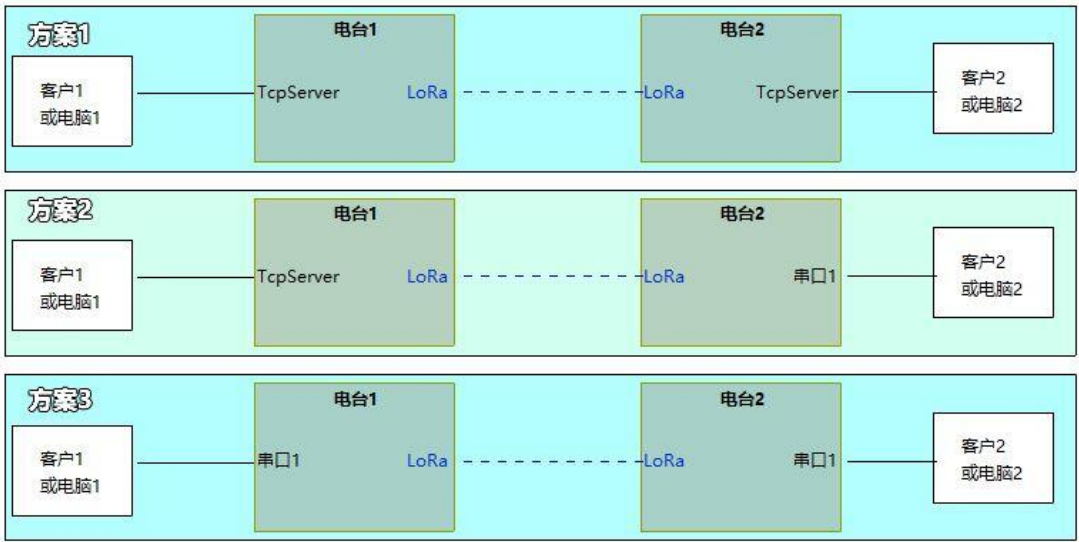 方案1
电台1
电台2
客户1
或电脑1
TcpServer
LoRa
LoRa
TcpServer
客户2
或电脑2
方案2
电台1
电台2
客户1
或电脑1
TcpServer
LoRa
LoRa
串口1
客户2
或电脑2
方案3
电台1
电台2
客户1
或电脑1
串口1
LoRa
LoRa
串口1
客户2
或电脑2